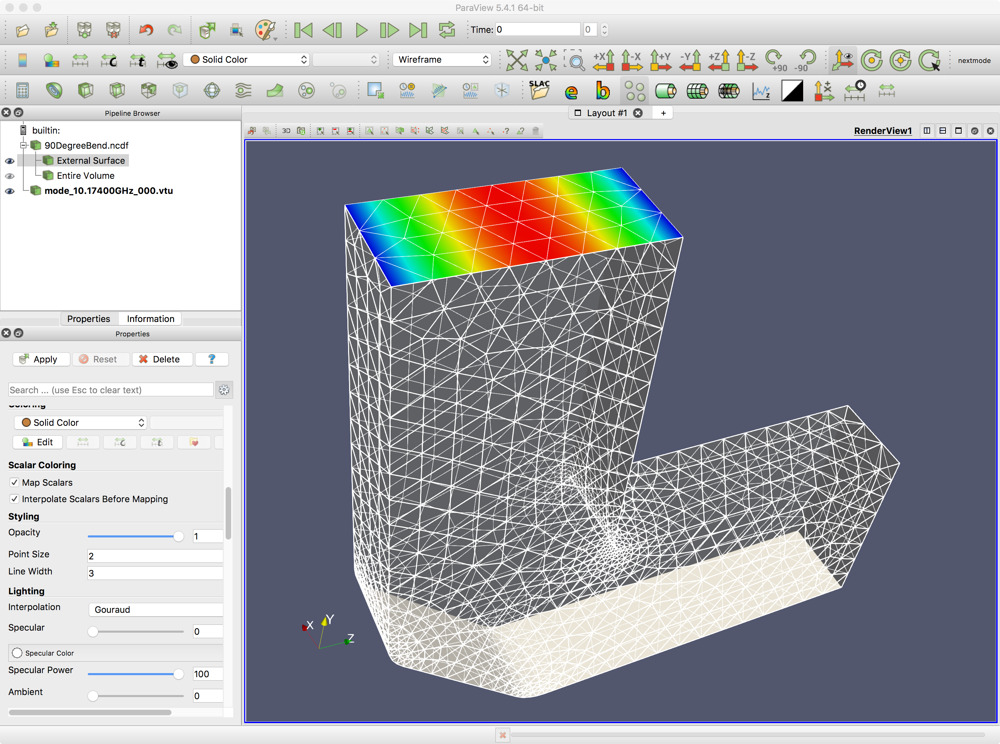 ParaView 5.4.1 64-bit
Time: 0 0
C t Solid Color Wireframe +X -X +Y -Y +Z -Z +90 -90 nextmode
SLAC e b z
Pipeline Browser
Layout #1 +
builtin:
3D ? ? RenderView1
90DegreeBend.ncdf
External Surface
Entire Volume
mode_10.17400GHz_000.vtu
Properties Information
Properties
Apply Reset Delete ?
Search ... (use Esc to clear text)
Coloring
Solid Color
Edit C t
Scalar Coloring
Map Scalars
Interpolate Scalars Before Mapping
Styling
Opacity 1
Point Size 2
Line Width 3
Lighting
Interpolation Gouraud
Specular 0
Specular Color
Specular Power 100
Ambient 0
X Y Z